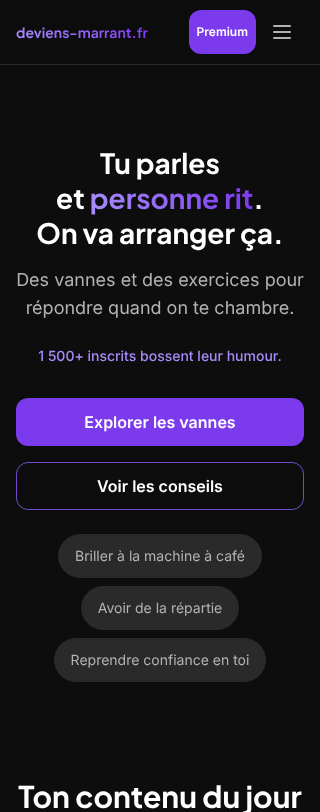 deviens-marrant.fr
Premium
Tu parles
et personne rit.
On va arranger ça.
Des vannes et des exercices pour
répondre quand on te chambre.
1 500+ inscrits bossent leur humour.
Explorer les vannes
Voir les conseils
Briller à la machine à café
Avoir de la répartie
Reprendre confiance en toi
Ton contenu du jour